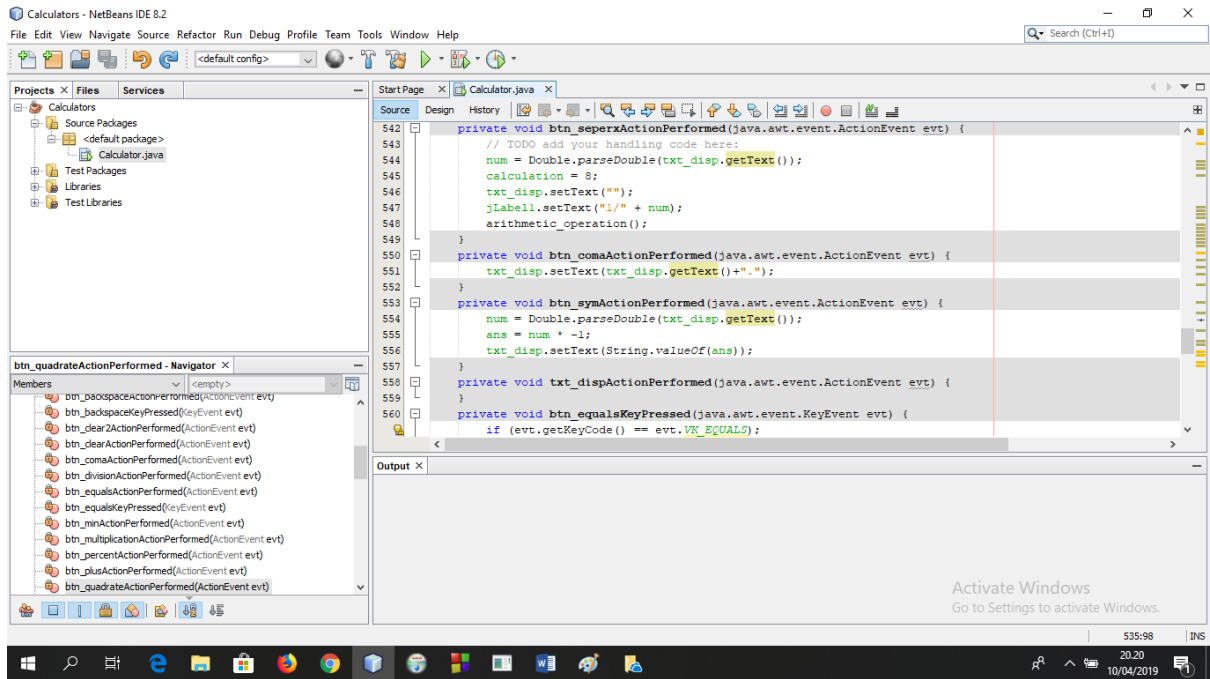 Calculators - NetBeans IDE 8.2
File Edit View Navigate Source Refactor Run Debug Profile Team Tools Window Help
Search (Ctrl+I)
<default config>
Projects Files Services
Calculators
Source Packages
<default package>
Calculator.java
Test Packages
Libraries
Test Libraries
btn_quadrateActionPerformed - Navigator
Members <empty>
btn_backspaceActionPerformed(ActionEvent evt)
btn_backspaceKeyPressed(KeyEvent evt)
btn_clear2ActionPerformed(ActionEvent evt)
btn_clearActionPerformed(ActionEvent evt)
btn_comaActionPerformed(ActionEvent evt)
btn_divisionActionPerformed(ActionEvent evt)
btn_equalsActionPerformed(ActionEvent evt)
btn_equalsKeyPressed(KeyEvent evt)
btn_minActionPerformed(ActionEvent evt)
btn_multiplicationActionPerformed(ActionEvent evt)
btn_percentActionPerformed(ActionEvent evt)
btn_plusActionPerformed(ActionEvent evt)
btn_quadrateActionPerformed(ActionEvent evt)
Start Page Calculator.java
Source Design History
542 private void btn_seperxActionPerformed(java.awt.event.ActionEvent evt) {
543 // TODO add your handling code here:
544 num = Double.parseDouble(txt_disp.getText());
545 calculation = 8;
546 txt_disp.setText("");
547 jLabel1.setText("1/" + num);
548 arithmetic_operation();
549 }
550 private void btn_comaActionPerformed(java.awt.event.ActionEvent evt) {
551 txt_disp.setText(txt_disp.getText()+".");
552 }
553 private void btn_symActionPerformed(java.awt.event.ActionEvent evt) {
554 num = Double.parseDouble(txt_disp.getText());
555 ans = num * -1;
556 txt_disp.setText(String.valueOf(ans));
557 }
558 private void txt_dispActionPerformed(java.awt.event.ActionEvent evt) {
559 }
560 private void btn_equalsKeyPressed(java.awt.event.KeyEvent evt) {
if (evt.getKeyCode() == evt.VK_EQUALS);
Output
Activate Windows
Go to Settings to activate Windows.
535:98 INS
20.20
10/04/2019